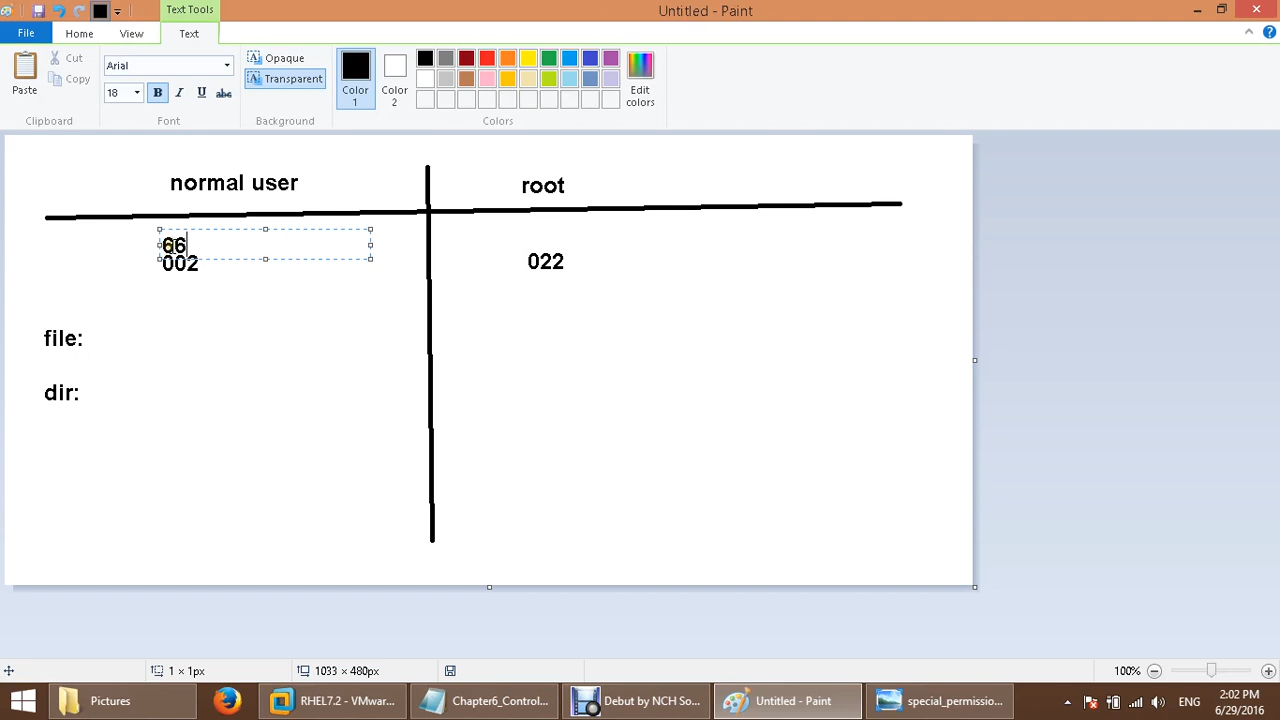 Text Tools
Untitled - Paint
File
Home
View
Text
Paste
Cut
Copy
Clipboard
Arial
18
B
I
U
abc
Font
Opaque
Transparent
Background
Color 1
Color 2
Edit colors
Colors
normal user
root
66
002
022
file:
dir:
1 × 1px
1033 × 480px
100%
Pictures
RHEL7.2 - VMwar...
Chapter6_Control...
Debut by NCH So...
Untitled - Paint
special_permissio...
ENG
2:02 PM
6/29/2016